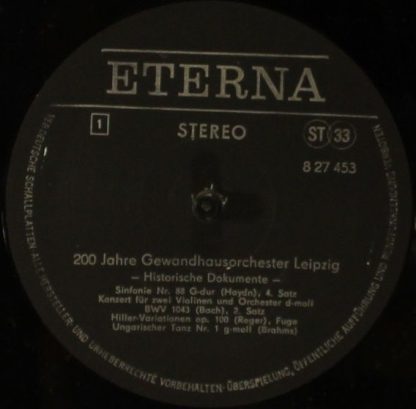 ETERNA
1
STEREO
ST 33
8 27 453
200 Jahre Gewandhausorchester Leipzig
— Historische Dokumente —
Sinfonie Nr. 88 G-dur (Haydn), 4. Satz
Konzert für zwei Violinen und Orchester d-moll
BWV 1043 (Bach), 2. Satz
Hiller-Variationen op. 100 (Reger), Fuge
Ungarischer Tanz Nr. 1 g-moll (Brahms)
DEUTSCHE SCHALLPLATTEN · ALLE HERSTELLER UND URHEBERRECHTE VORBEHALTEN · ÜBERSPIELUNG, ÖFFENTLICHE AUFFÜHRUNG UND